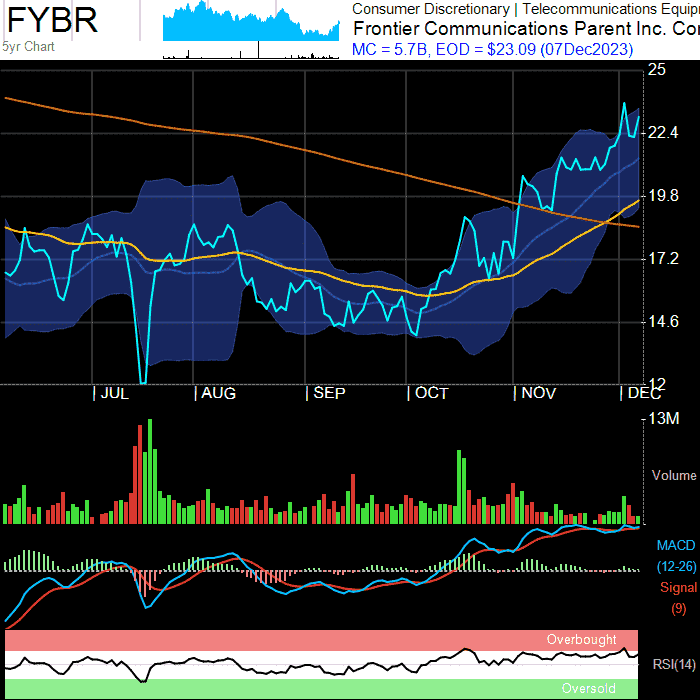 FYBR
5yr Chart
Consumer Discretionary | Telecommunications Equip
Frontier Communications Parent Inc. Co
MC = 5.7B, EOD = $23.09 (07Dec2023)
25
22.4
19.8
17.2
14.6
12
JUL
AUG
SEP
OCT
NOV
DEC
13M
Volume
MACD
(12-26)
Signal
(9)
Overbought
RSI(14)
Oversold